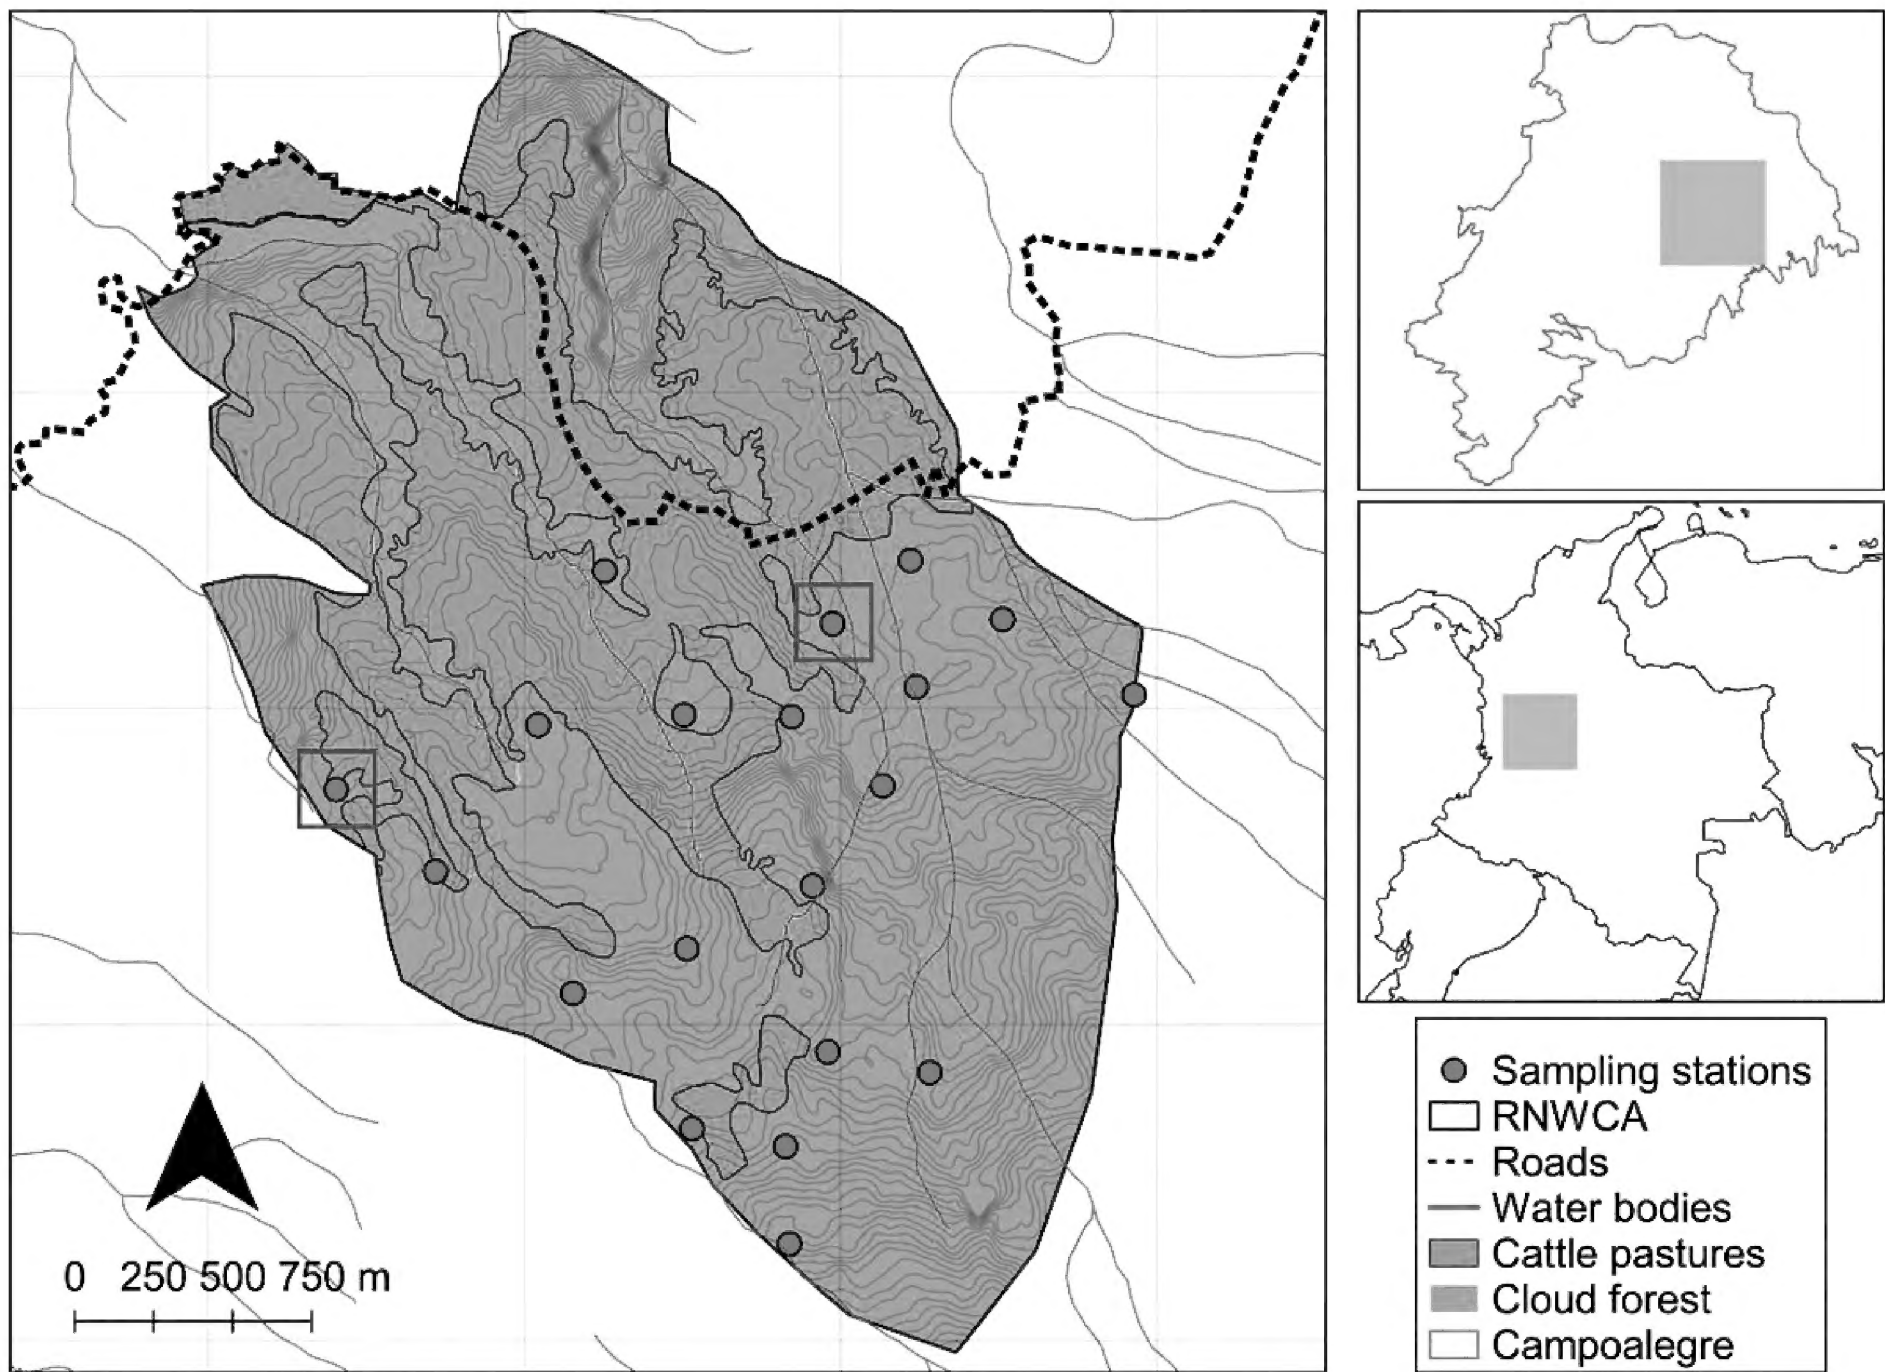 0 250 500 750 m
Sampling stations
RNWCA
Roads
Water bodies
Cattle pastures
Cloud forest
Campoalegre